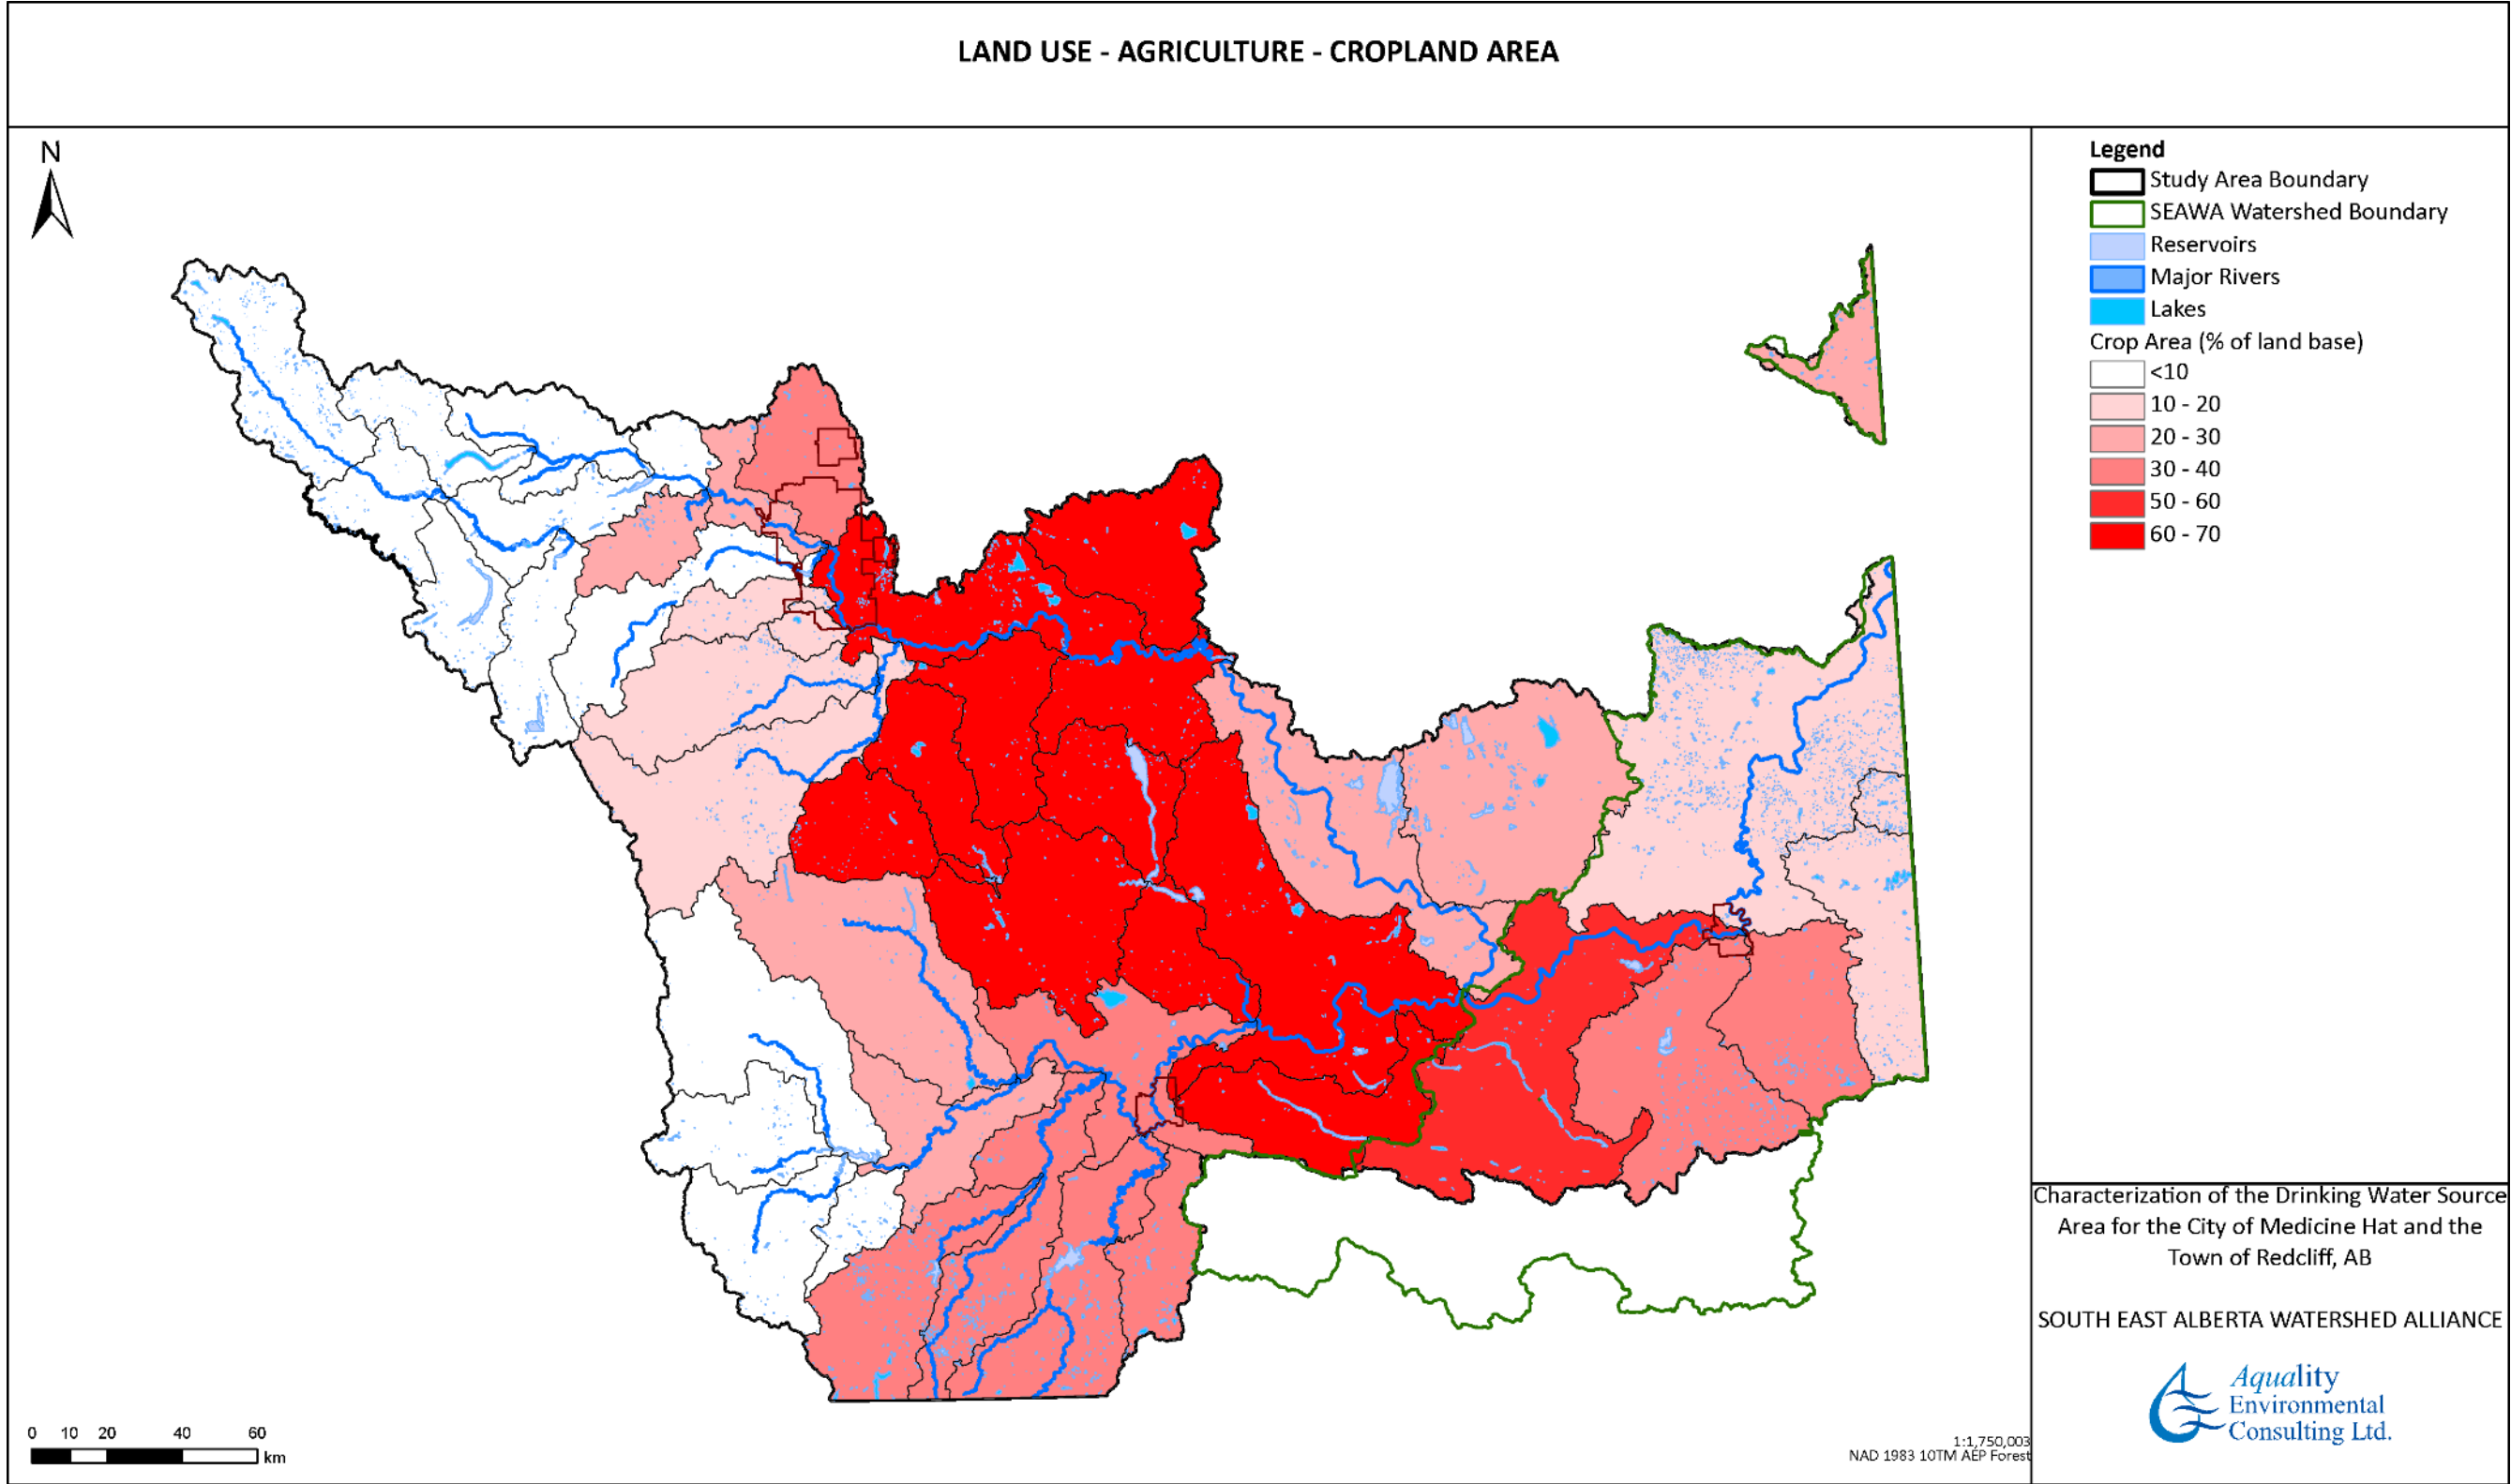 LAND USE - AGRICULTURE - CROPLAND AREA
N
Legend
Study Area Boundary
SEAWA Watershed Boundary
Reservoirs
Major Rivers
Lakes
Crop Area (% of land base)
<10
10 - 20
20 - 30
30 - 40
50 - 60
60 - 70
Characterization of the Drinking Water Source
Area for the City of Medicine Hat and the
Town of Redcliff, AB
SOUTH EAST ALBERTA WATERSHED ALLIANCE
Aquality
Environmental
Consulting Ltd.
0 10 20 40 60
km
1:1,750,003
NAD 1983 10TM AEP Forest